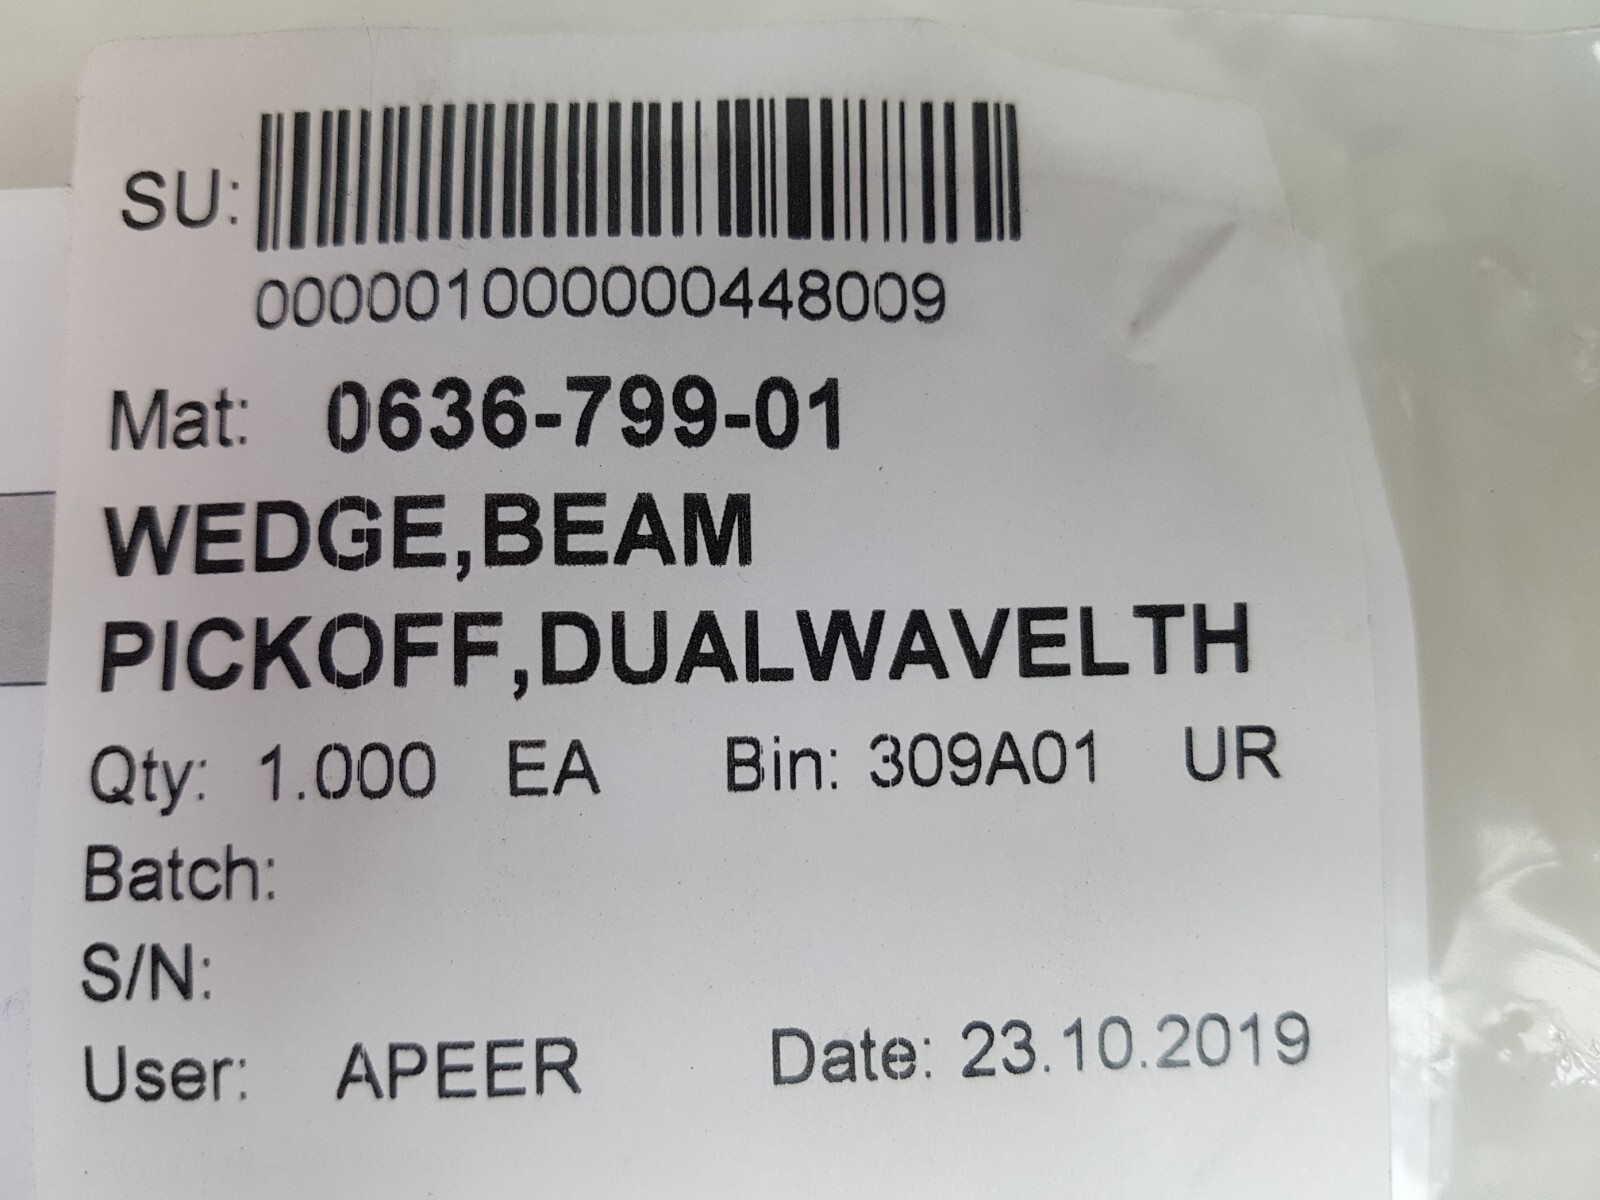 SU:
000001000000448009
Mat: 0636-799-01
WEDGE,BEAM
PICKOFF,DUALWAVELTH
Qty: 1.000 EA Bin: 309A01 UR
Batch:
S/N:
User: APEER Date: 23.10.2019